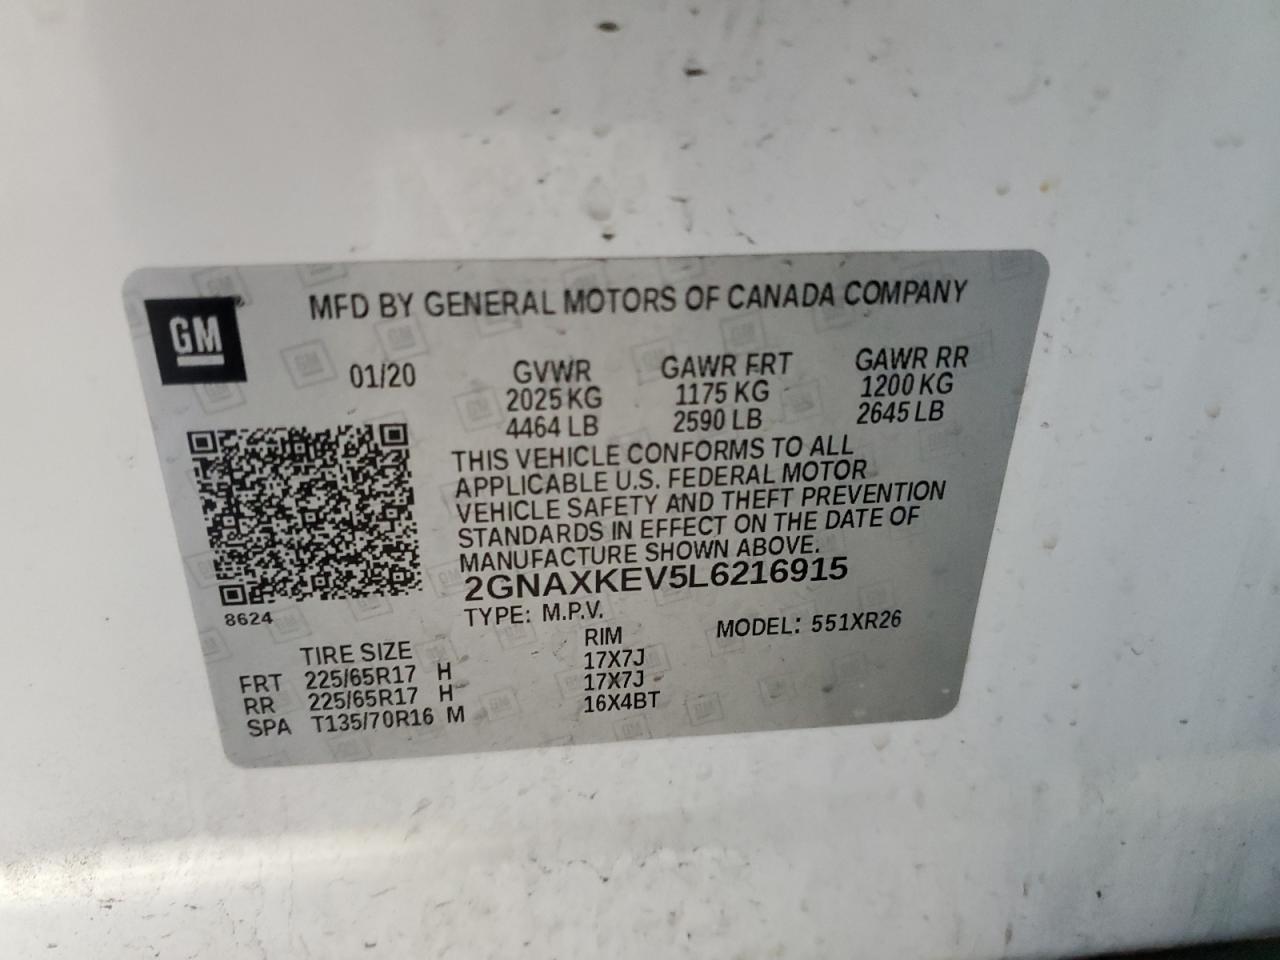 GM
MFD BY GENERAL MOTORS OF CANADA COMPANY
01/20 GVWR GAWR FRT GAWR RR
2025 KG 1175 KG 1200 KG
4464 LB 2590 LB 2645 LB
THIS VEHICLE CONFORMS TO ALL
APPLICABLE U.S. FEDERAL MOTOR
VEHICLE SAFETY AND THEFT PREVENTION
STANDARDS IN EFFECT ON THE DATE OF
MANUFACTURE SHOWN ABOVE.
2GNAXKEV5L6216915
8624
TYPE: M.P.V. MODEL: 551XR26
TIRE SIZE RIM
FRT 225/65R17 H 17X7J
RR 225/65R17 H 17X7J
SPA T135/70R16 M 16X4BT